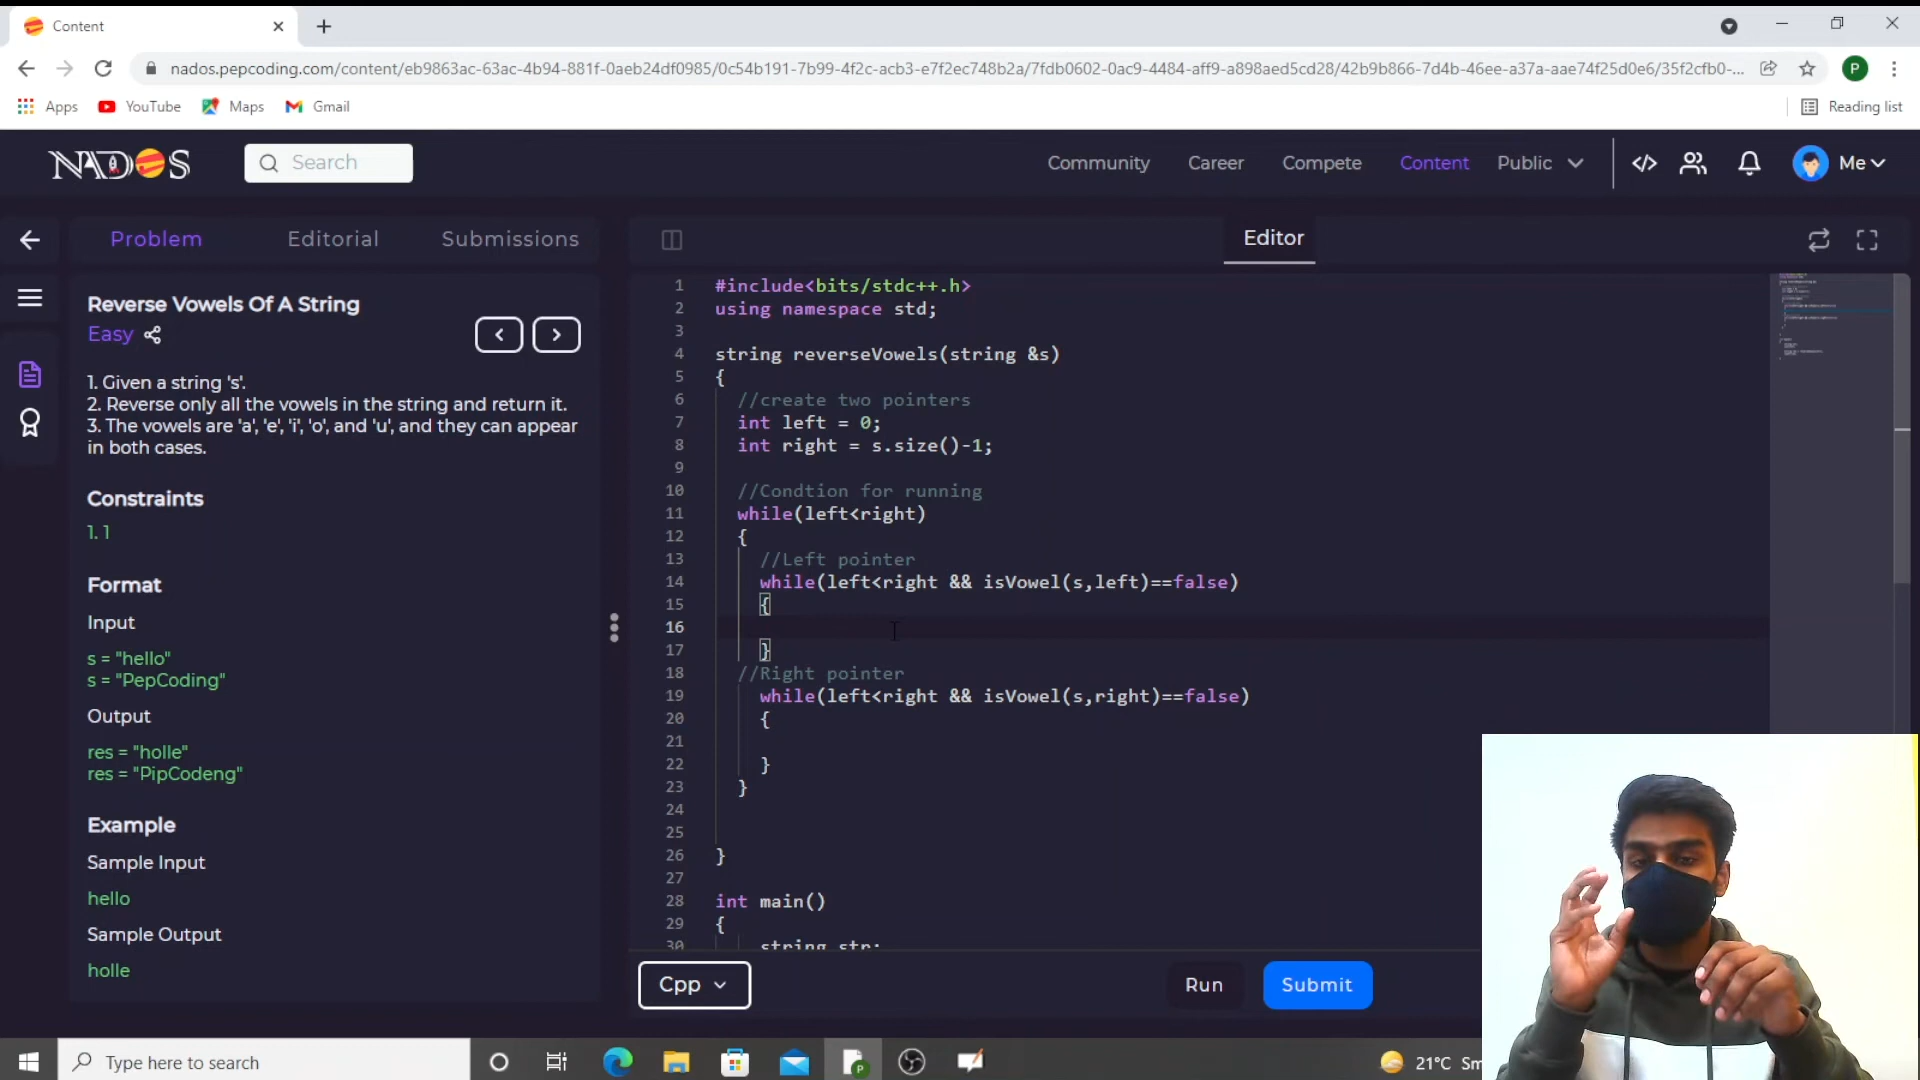 Content
nados.pepcoding.com/content/eb9863ac-63ac-4b94-881f-0aeb24df0985/0c54b191-7b99-4f2c-acb3-e7f2ec748b2a/7fdb0602-0ac9-4484-aff9-a898aed5cd28/42b9b866-7d4b-46ee-a37a-aae74f25d0e6/35f2cfb0-...
P
Apps YouTube Maps Gmail Reading list
NADOS Search Community Career Compete Content Public Me
Problem Editorial Submissions Editor
Reverse Vowels Of A String
Easy
1. Given a string 's'.
2. Reverse only all the vowels in the string and return it.
3. The vowels are 'a', 'e', 'i', 'o', and 'u', and they can appear
in both cases.
Constraints
1. 1
Format
Input
s = "hello"
s = "PepCoding"
Output
res = "holle"
res = "PipCodeng"
Example
Sample Input
hello
Sample Output
holle
1 #include<bits/stdc++.h>
2 using namespace std;
3
4 string reverseVowels(string &s)
5 {
6 //create two pointers
7 int left = 0;
8 int right = s.size()-1;
9
10 //Condtion for running
11 while(left<right)
12 {
13 //Left pointer
14 while(left<right && isVowel(s,left)==false)
15 {
16
17 }
18 //Right pointer
19 while(left<right && isVowel(s,right)==false)
20 {
21
22 }
23 }
24
25
26 }
27
28 int main()
29 {
30 string str;
Cpp Run Submit
Type here to search 21°C Sm